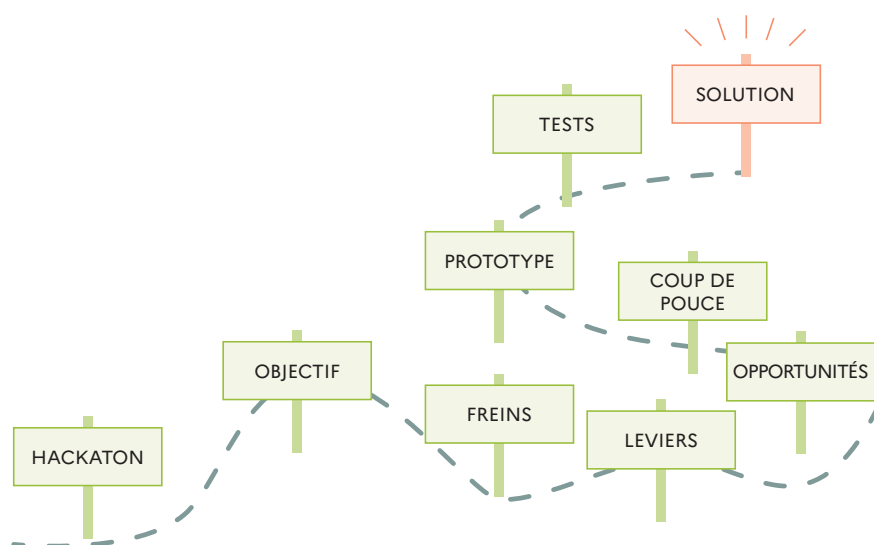 SOLUTION
TESTS
PROTOTYPE
COUP DE
POUCE
OBJECTIF
OPPORTUNITÉS
FREINS
LEVIERS
HACKATON